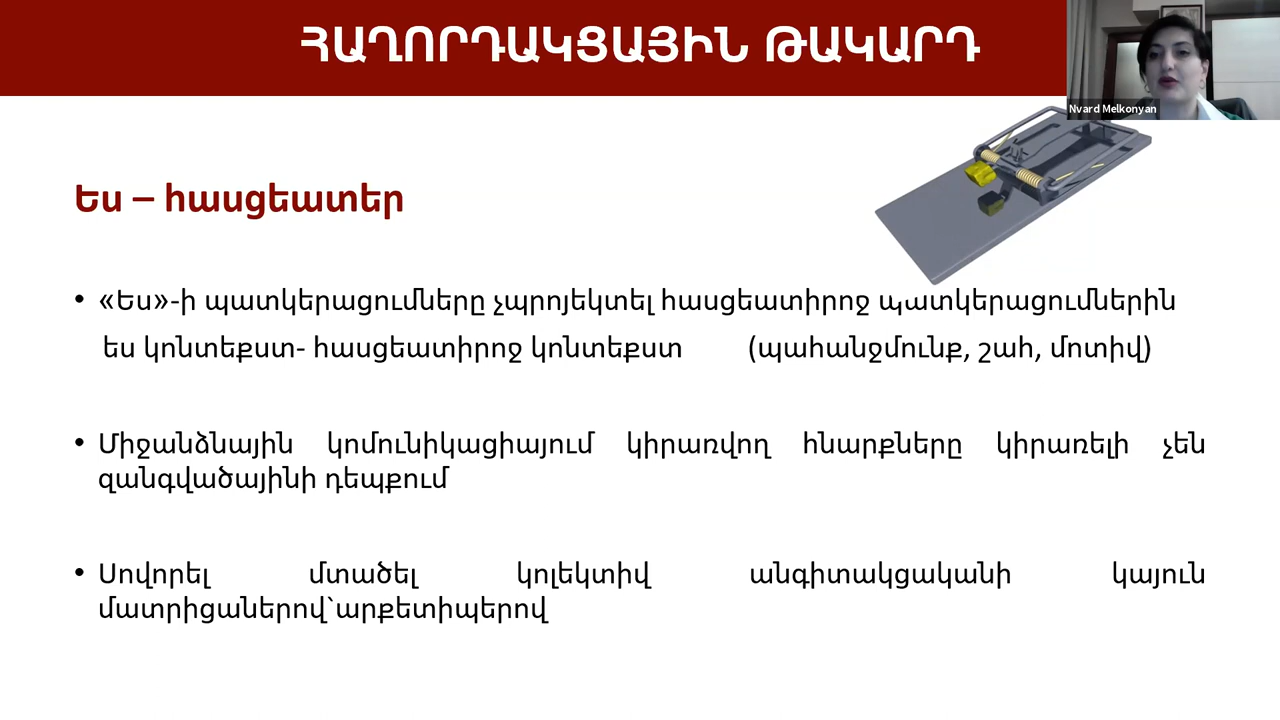 ՀԱՂՈՐԴԱԿՑԱՅԻՆ ԹԱԿԱՐԴ
Nvard Melkonyan
Ես – հասցեատեր
• «Ես»-ի պատկերացումները չպրոյեկտել հասցեատիրոջ պատկերացումներին
ես կոնտեքստ- հասցեատիրոջ կոնտեքստ (պահանջմունք, շահ, մոտիվ)
• Միջանձնային կոմունիկացիայում կիրառվող հնարքները կիրառելի չեն
զանգվածայինի դեպքում
• Սովորել մտածել կոլեկտիվ անգիտակցականի կայուն
մատրիցաներով՝արքետիպերով